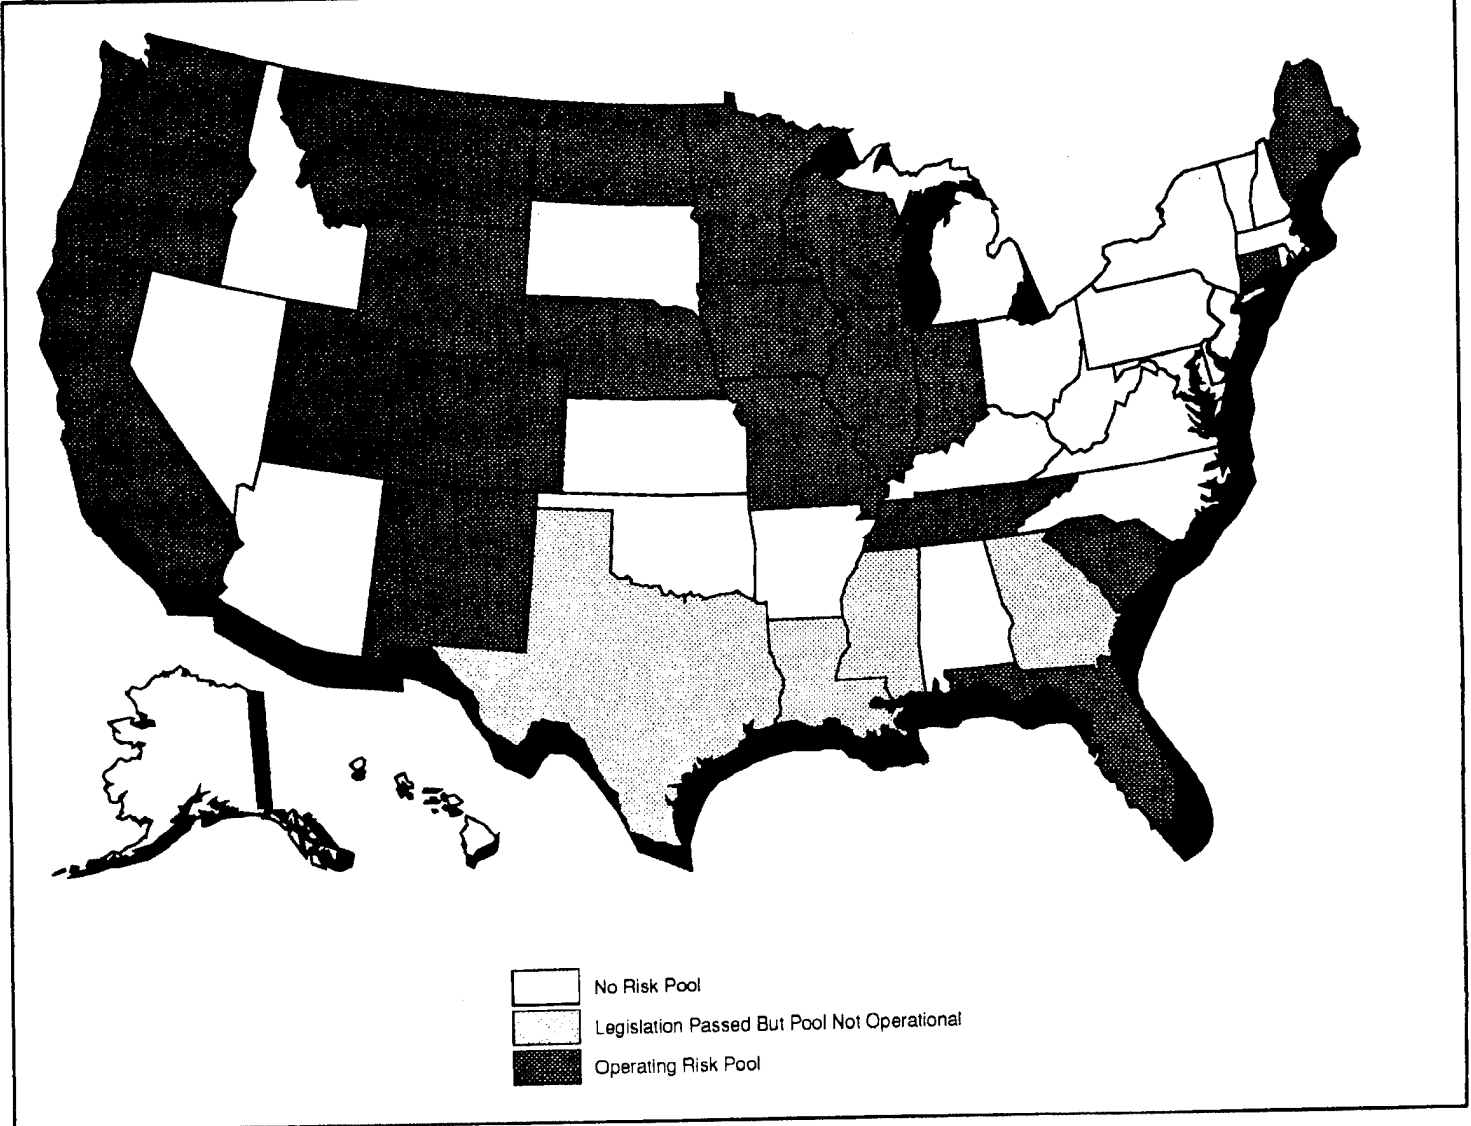 No Risk Pool
Legislation Passed But Pool Not Operational
Operating Risk Pool